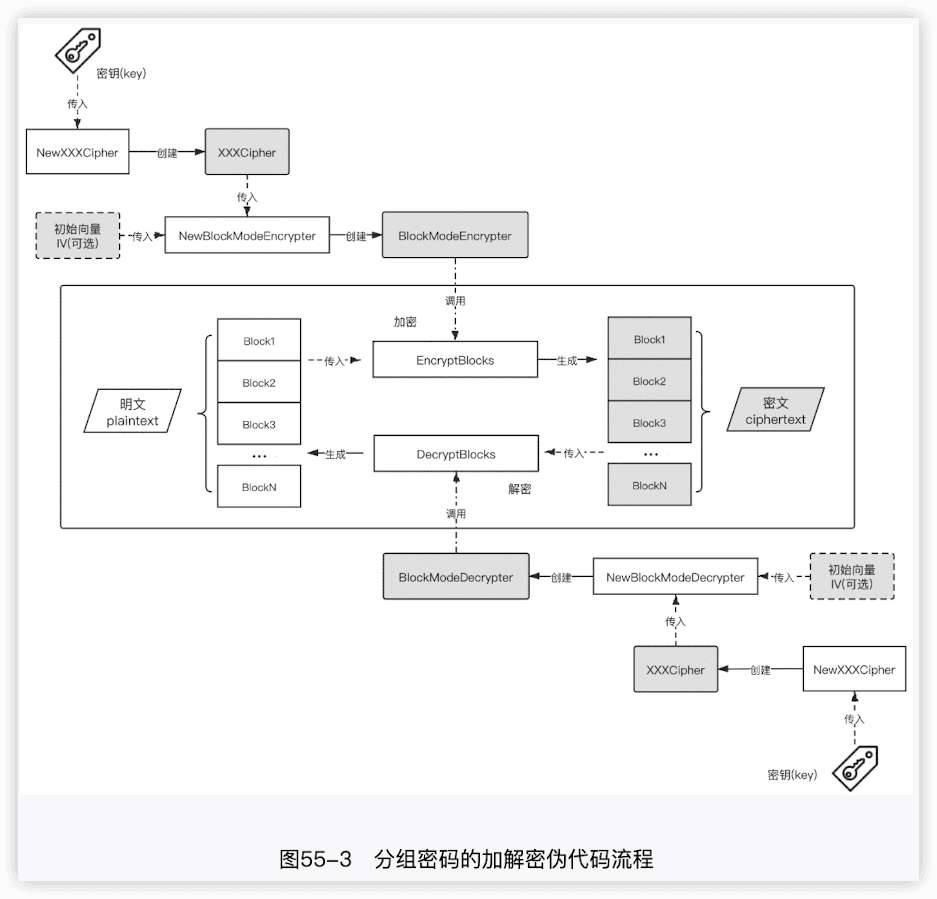 密钥(key)
传入
NewXXXCipher
创建
XXXCipher
传入
初始向量
IV(可选)
传入
NewBlockModeEncrypter
创建
BlockModeEncrypter
调用
加密
Block1
Block2
Block3
...
BlockN
明文
plaintext
传入
EncryptBlocks
生成
Block1
Block2
Block3
...
BlockN
密文
ciphertext
生成
DecryptBlocks
传入
解密
调用
BlockModeDecrypter
创建
NewBlockModeDecrypter
传入
初始向量
IV(可选)
传入
XXXCipher
创建
NewXXXCipher
传入
密钥(key)
图55-3 分组密码的加解密伪代码流程